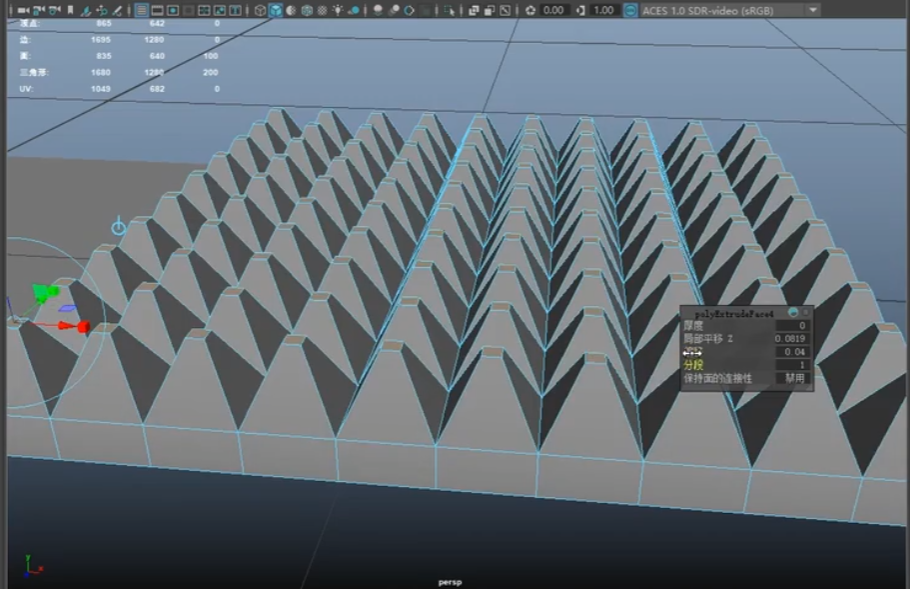 0.00 1.00 ACES 1.0 SDR-video (sRGB)
顶点: 865 642 0
边: 1695 1280 0
面: 835 640 100
三角形: 1680 1280 200
UV: 1049 682 0
polyExtrudeFace4
厚度 0
局部平移 Z 0.0819
0.04
分段 1
保持面的连接性 禁用
y
x
persp